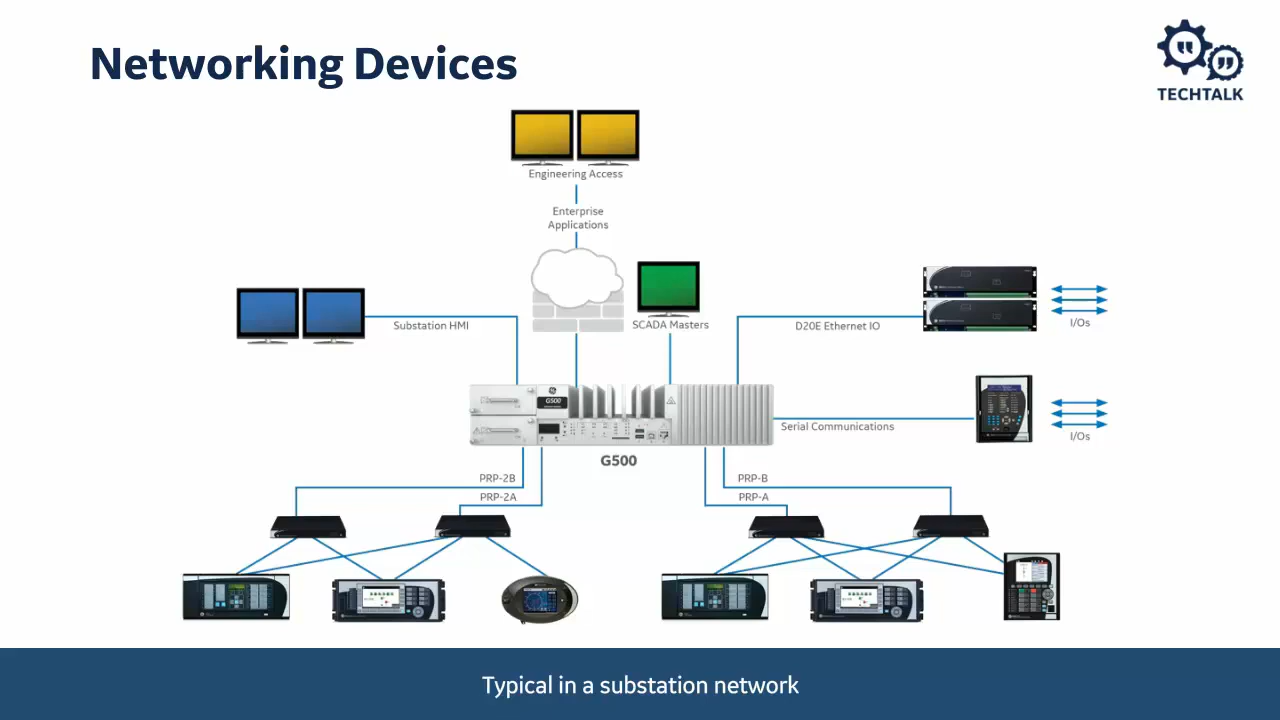 Networking Devices
TECHTALK
Engineering Access
Enterprise
Applications
Substation HMI
SCADA Masters
D20E Ethernet IO
I/Os
G500
Serial Communications
I/Os
G500
PRP-2B
PRP-2A
PRP-B
PRP-A
Typical in a substation network